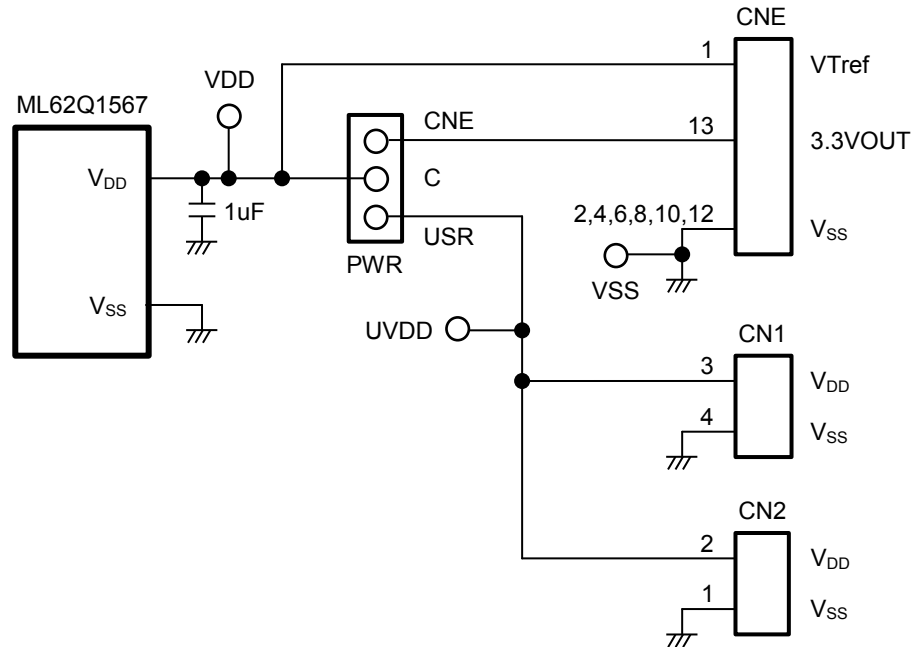 CNE
1
VTref
VDD
ML62Q1567
CNE
13
3.3VOUT
VDD
C
1uF
2,4,6,8,10,12
VSS
USR
PWR
VSS
VSS
UVDD
CN1
3
VDD
4
VSS
CN2
2
VDD
1
VSS